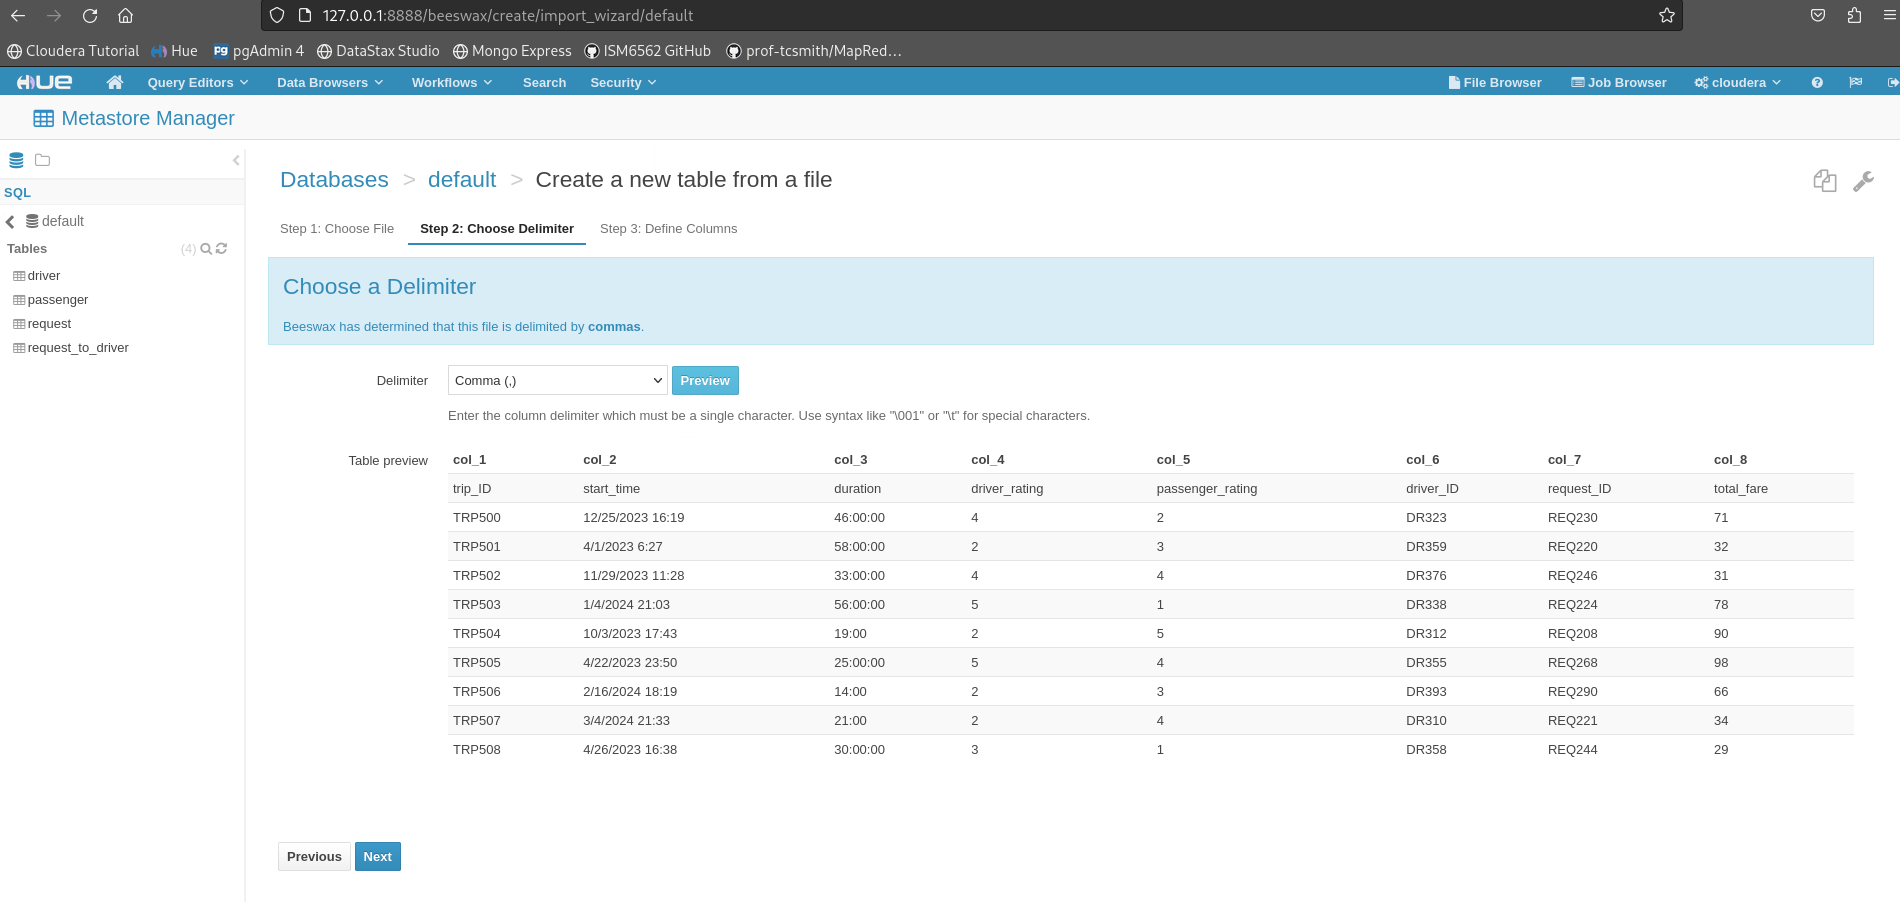 127.0.0.1:8888/beeswax/create/import_wizard/default
Cloudera Tutorial Hue pg pgAdmin 4 DataStax Studio Mongo Express ISM6562 GitHub prof-tcsmith/MapRed…
HUE Query Editors Data Browsers Workflows Search Security File Browser Job Browser cloudera
Metastore Manager
SQL
default
Tables (4)
driver
passenger
request
request_to_driver
Databases > default > Create a new table from a file
Step 1: Choose File Step 2: Choose Delimiter Step 3: Define Columns
Choose a Delimiter
Beeswax has determined that this file is delimited by commas.
Delimiter Comma (,) Preview
Enter the column delimiter which must be a single character. Use syntax like "\001" or "\t" for special characters.
Table preview col_1 col_2 col_3 col_4 col_5 col_6 col_7 col_8
trip_ID start_time duration driver_rating passenger_rating driver_ID request_ID total_fare
TRP500 12/25/2023 16:19 46:00:00 4 2 DR323 REQ230 71
TRP501 4/1/2023 6:27 58:00:00 2 3 DR359 REQ220 32
TRP502 11/29/2023 11:28 33:00:00 4 4 DR376 REQ246 31
TRP503 1/4/2024 21:03 56:00:00 5 1 DR338 REQ224 78
TRP504 10/3/2023 17:43 19:00 2 5 DR312 REQ208 90
TRP505 4/22/2023 23:50 25:00:00 5 4 DR355 REQ268 98
TRP506 2/16/2024 18:19 14:00 2 3 DR393 REQ290 66
TRP507 3/4/2024 21:33 21:00 2 4 DR310 REQ221 34
TRP508 4/26/2023 16:38 30:00:00 3 1 DR358 REQ244 29
Previous Next